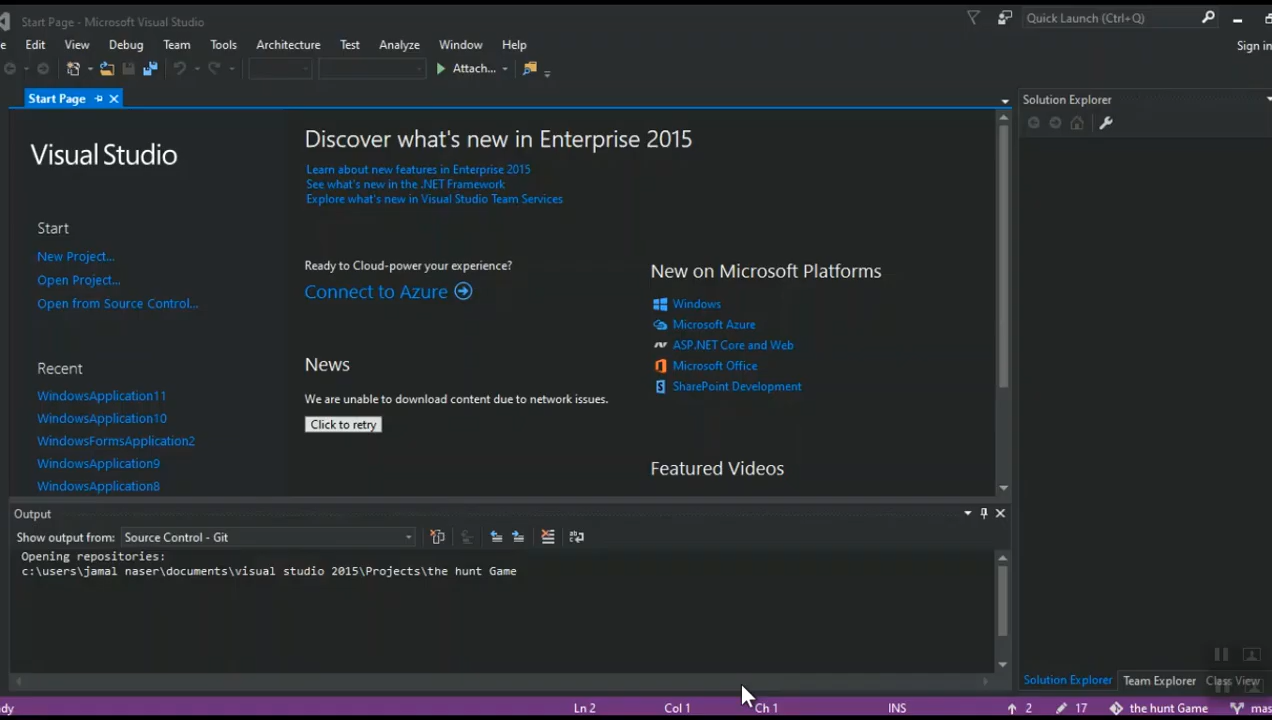 Start Page - Microsoft Visual Studio
Quick Launch (Ctrl+Q)
Edit View Debug Team Tools Architecture Test Analyze Window Help
Sign in
Attach...
Start Page
Solution Explorer
Visual Studio
Discover what's new in Enterprise 2015
Learn about new features in Enterprise 2015
See what's new in the .NET Framework
Explore what's new in Visual Studio Team Services
Start
New Project...
Open Project...
Open from Source Control...
Ready to Cloud-power your experience?
Connect to Azure
New on Microsoft Platforms
Windows
Microsoft Azure
ASP.NET Core and Web
Microsoft Office
SharePoint Development
News
We are unable to download content due to network issues.
Click to retry
Featured Videos
Recent
WindowsApplication11
WindowsApplication10
WindowsFormsApplication2
WindowsApplication9
WindowsApplication8
Output
Show output from: Source Control - Git
Opening repositories:
c:\users\jamal naser\documents\visual studio 2015\Projects\the hunt Game
Solution Explorer Team Explorer Class View
dy Ln 2 Col 1 Ch 1 INS 2 17 the hunt Game mas